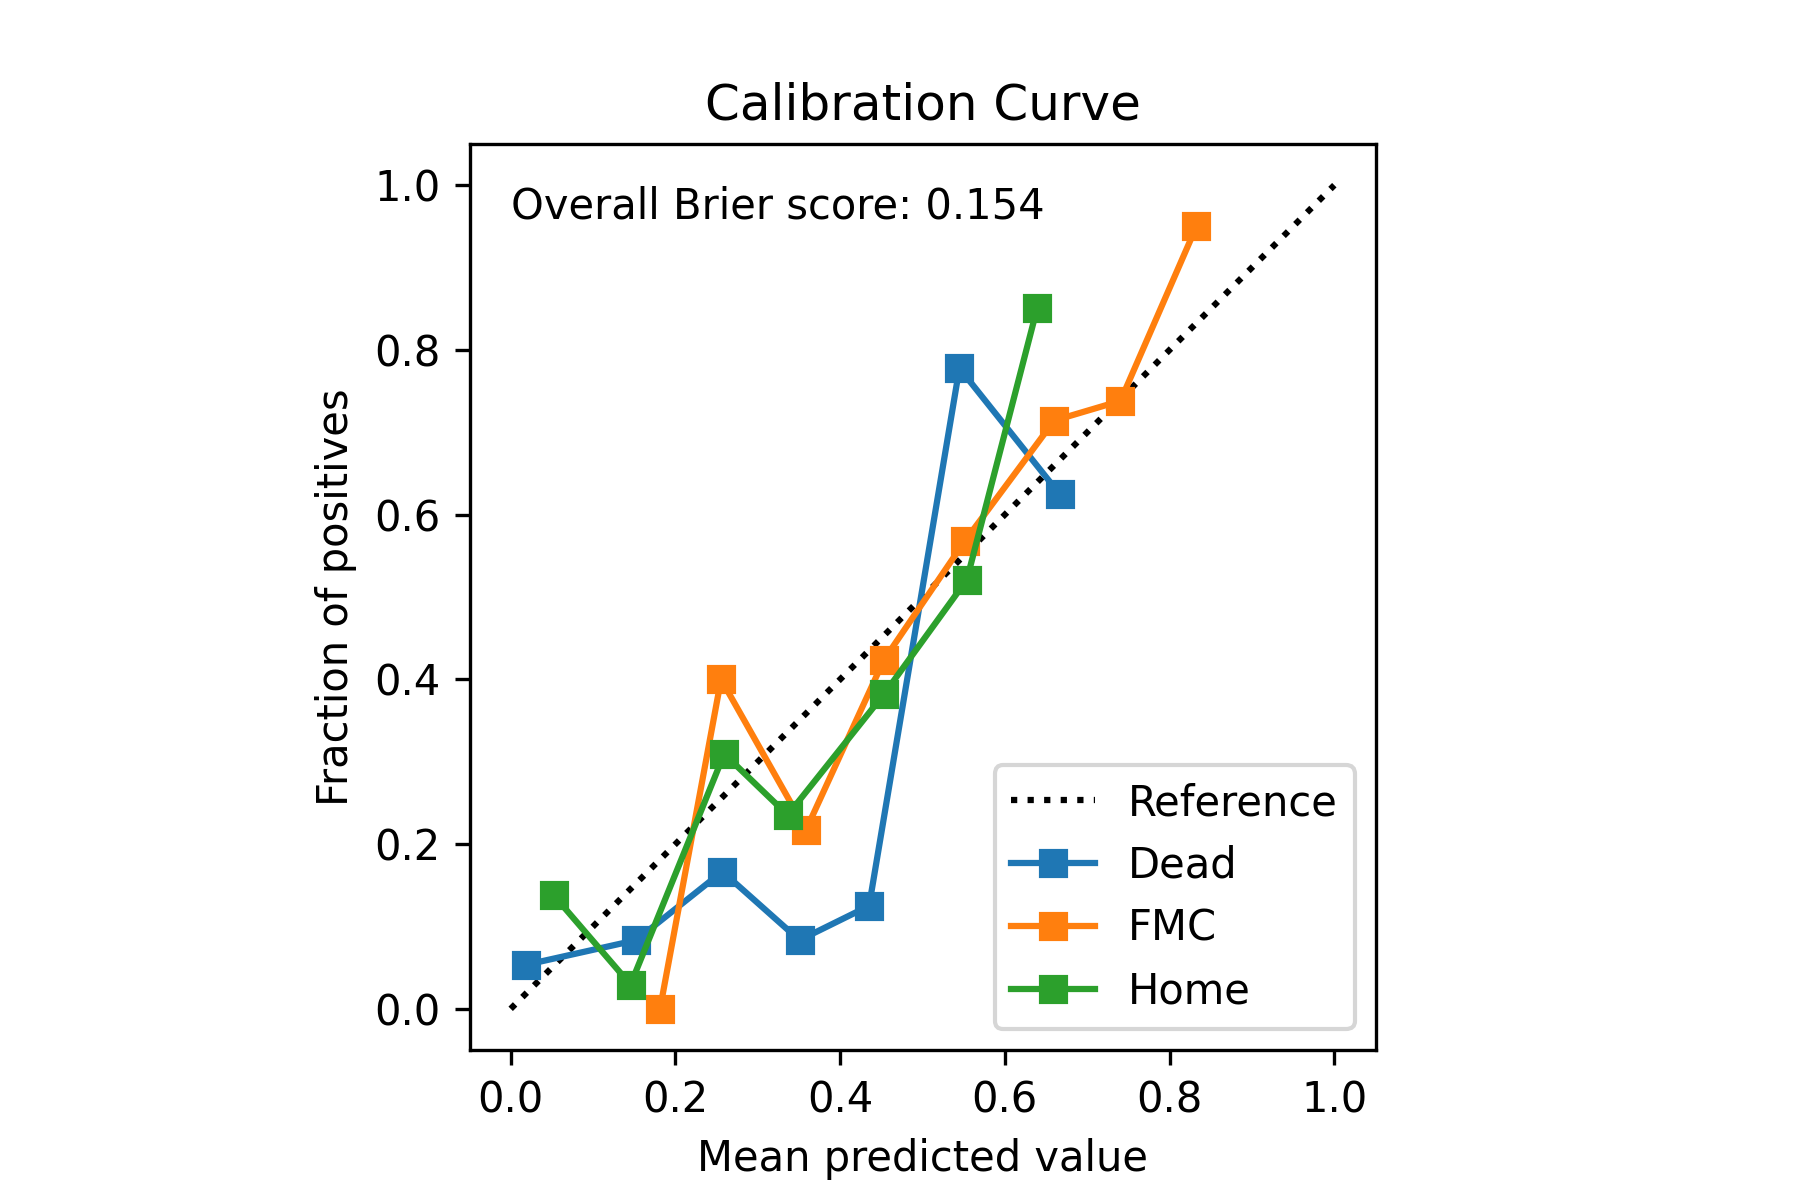 Calibration Curve
Overall Brier score: 0.154
1.0
0.8
0.6
0.4
0.2
0.0
Fraction of positives
Reference
Dead
FMC
Home
0.0 0.2 0.4 0.6 0.8 1.0
Mean predicted value